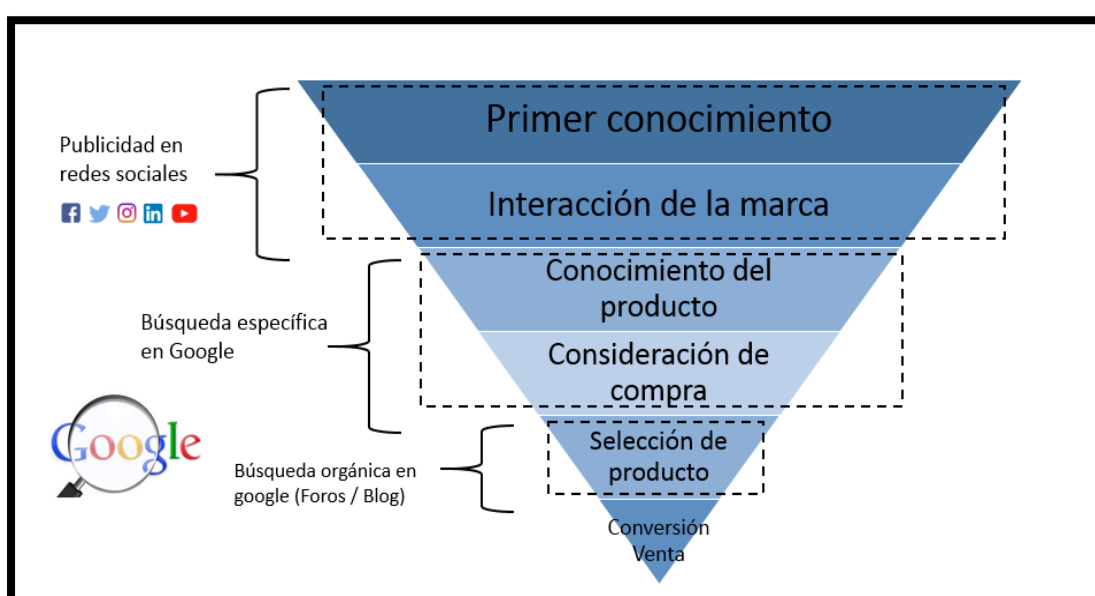 Primer conocimiento
Publicidad en
redes sociales
Interacción de la marca
Conocimiento del
producto
Búsqueda específica
en Google
Consideración de
compra
Google
Selección de
producto
Búsqueda orgánica en
google (Foros / Blog)
Conversión
Venta